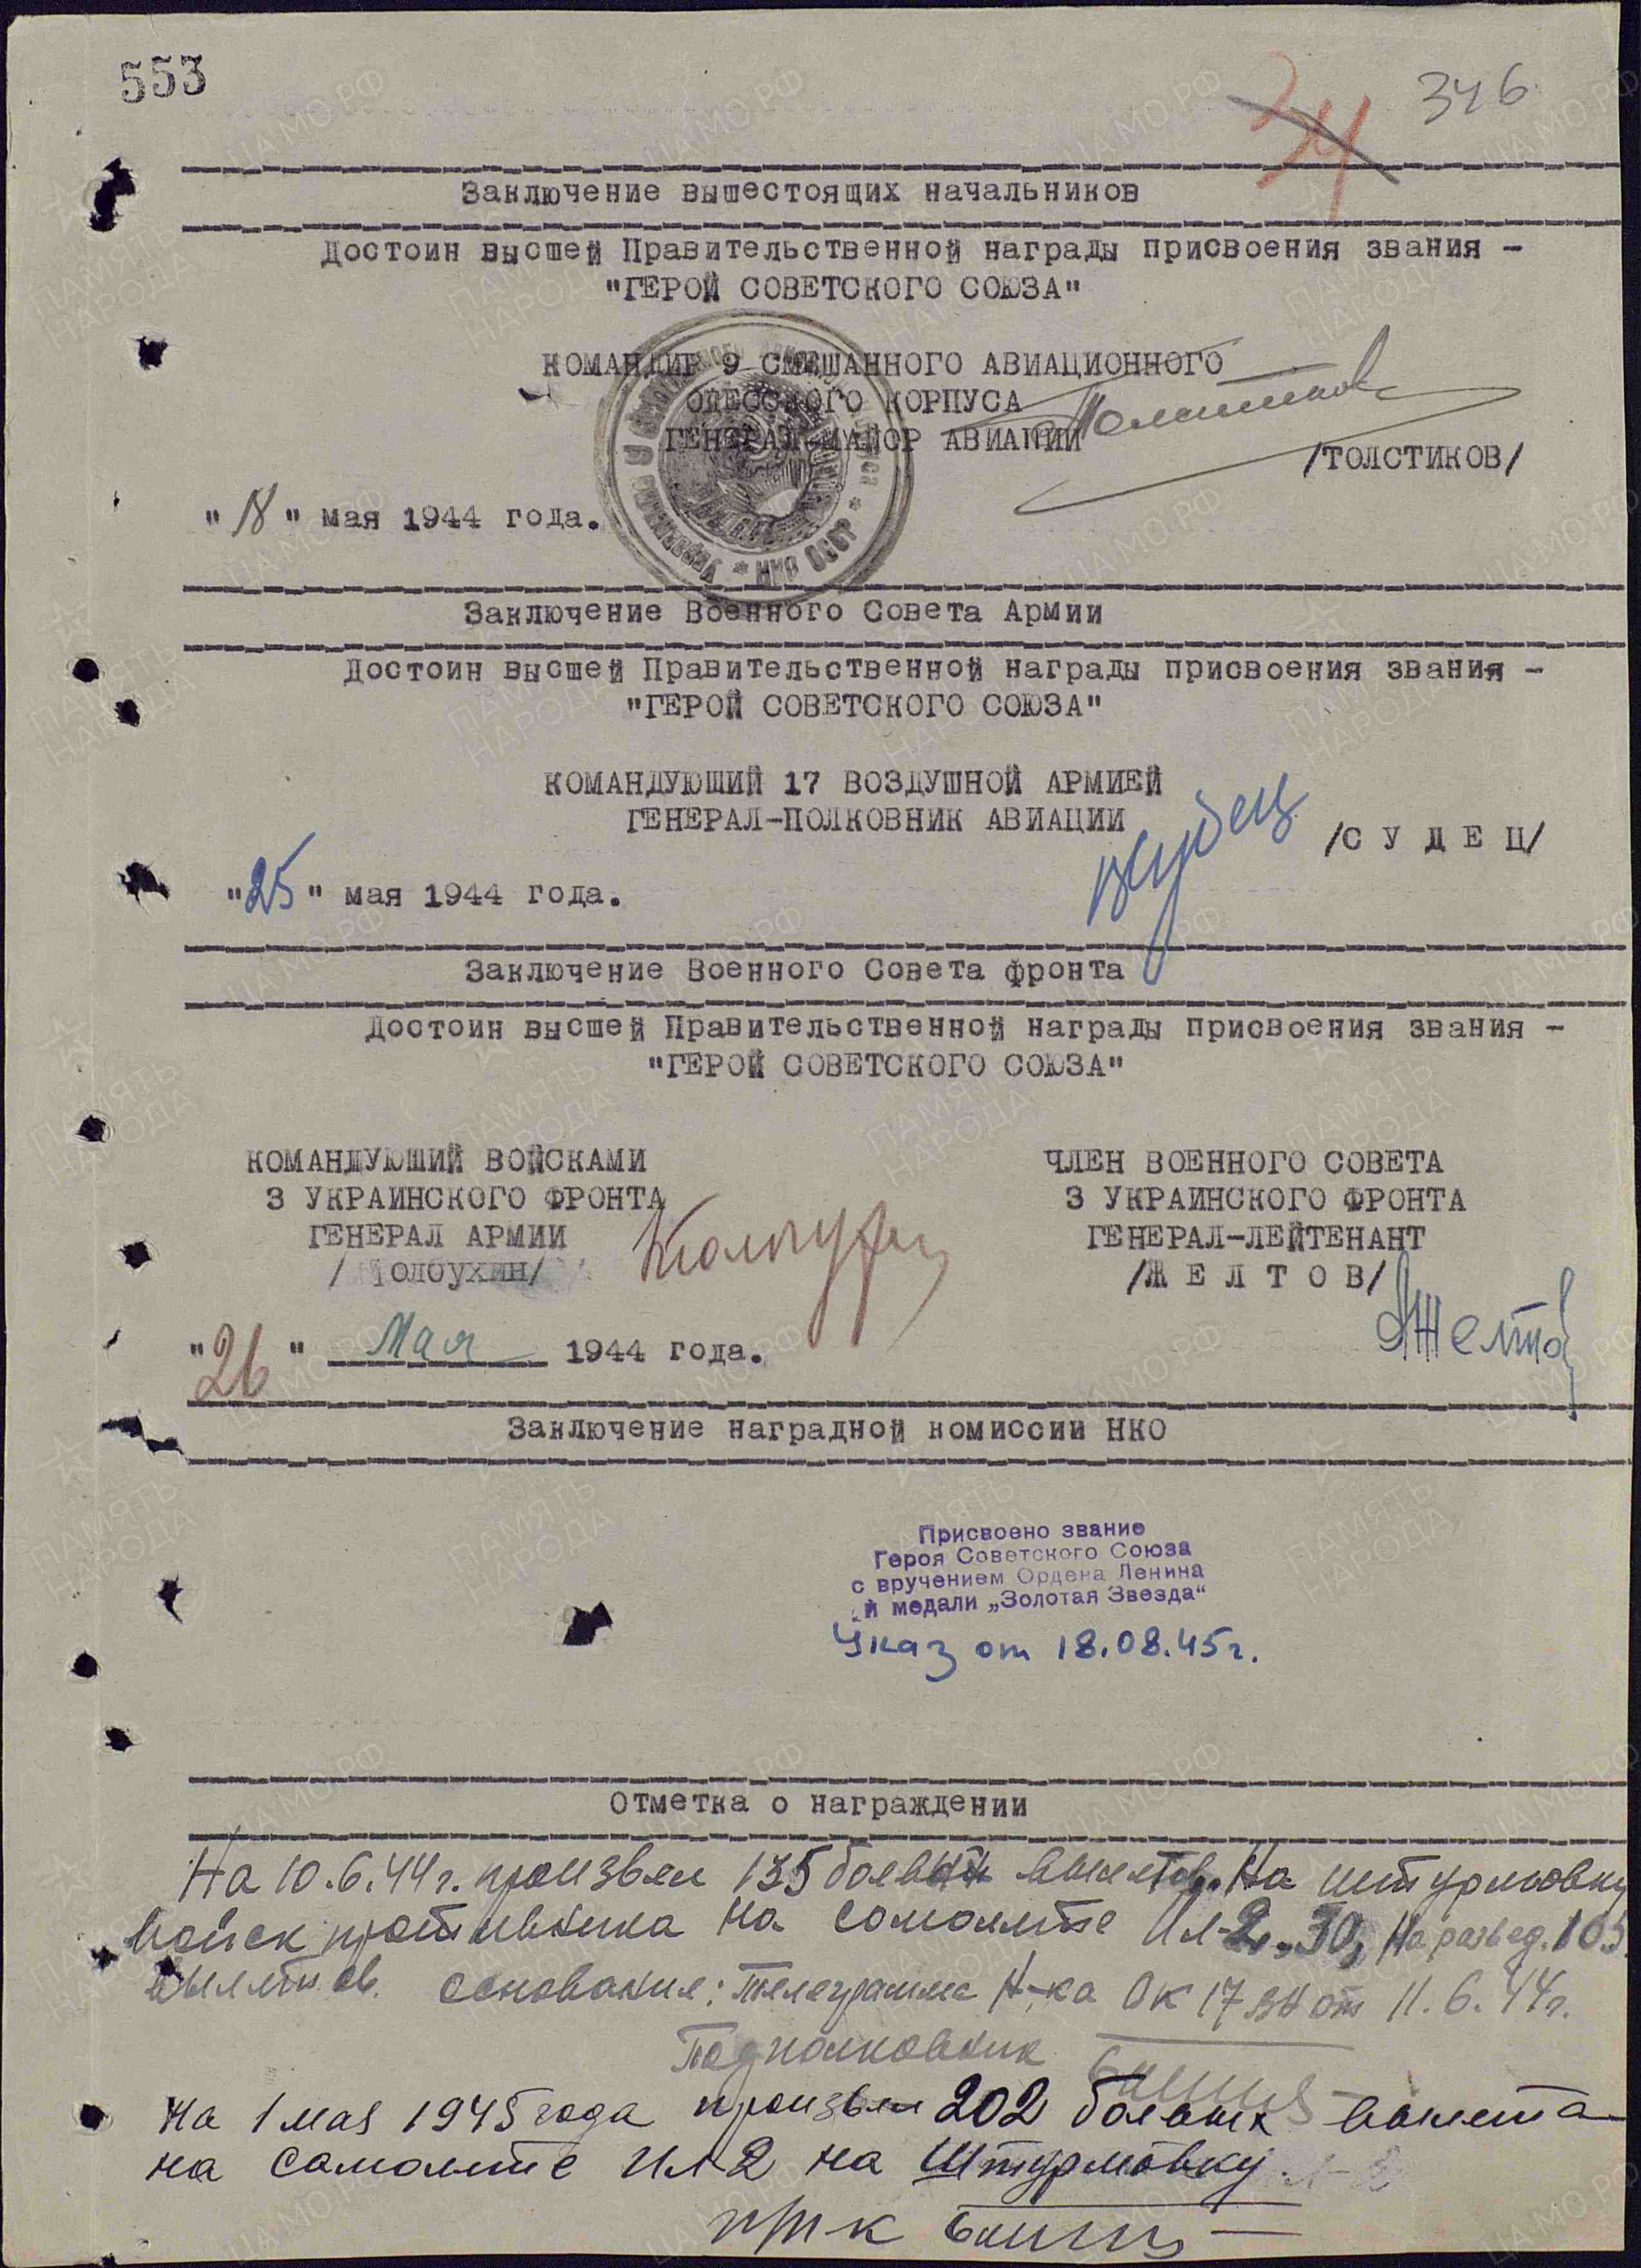 553
346
Заключение вышестоящих начальников
Достоин высшей Правительственной награды присвоения звания -
"ГЕРОЙ СОВЕТСКОГО СОЮЗА"
КОМАНДИР 9 СМЕШАННОГО АВИАЦИОННОГО
ОДЕССКОГО КОРПУСА
ГЕНЕРАЛ-МАЙОР АВИАЦИИ
/ТОЛСТИКОВ/
"18" мая 1944 года.
НКО СССР
Заключение Военного Совета Армии
Достоин высшей Правительственной награды присвоения звания -
"ГЕРОЙ СОВЕТСКОГО СОЮЗА"
КОМАНДУЮЩИЙ 17 ВОЗДУШНОЙ АРМИЕЙ
ГЕНЕРАЛ-ПОЛКОВНИК АВИАЦИИ
/С У Д Е Ц/
"25" мая 1944 года.
Заключение Военного Совета фронта
Достоин высшей Правительственной награды присвоения звания -
"ГЕРОЙ СОВЕТСКОГО СОЮЗА"
КОМАНДУЮЩИЙ ВОЙСКАМИ
3 УКРАИНСКОГО ФРОНТА
ГЕНЕРАЛ АРМИИ
/Толбухин/
ЧЛЕН ВОЕННОГО СОВЕТА
3 УКРАИНСКОГО ФРОНТА
ГЕНЕРАЛ-ЛЕЙТЕНАНТ
/Ж Е Л Т О В/
"26" Мая 1944 года.
Заключение наградной комиссии НКО
Присвоено звание
Героя Советского Союза
с вручением Ордена Ленина
и медали „Золотая Звезда“
Указ от 18.08.45г.
Отметка о награждении
На 10.6.44г. произвел 135 боевых вылетов. На штурмовку
войск противника на самолете Ил-2, 30, на развед. 105
вылетов. Основание: телеграмма Н-ка ОК 17 ВА от 11.6.44г.
Подполковник
На 1 мая 1945 года произвел 202 боевых вылета
на самолете Ил2 на штурмовку.
п/п-к